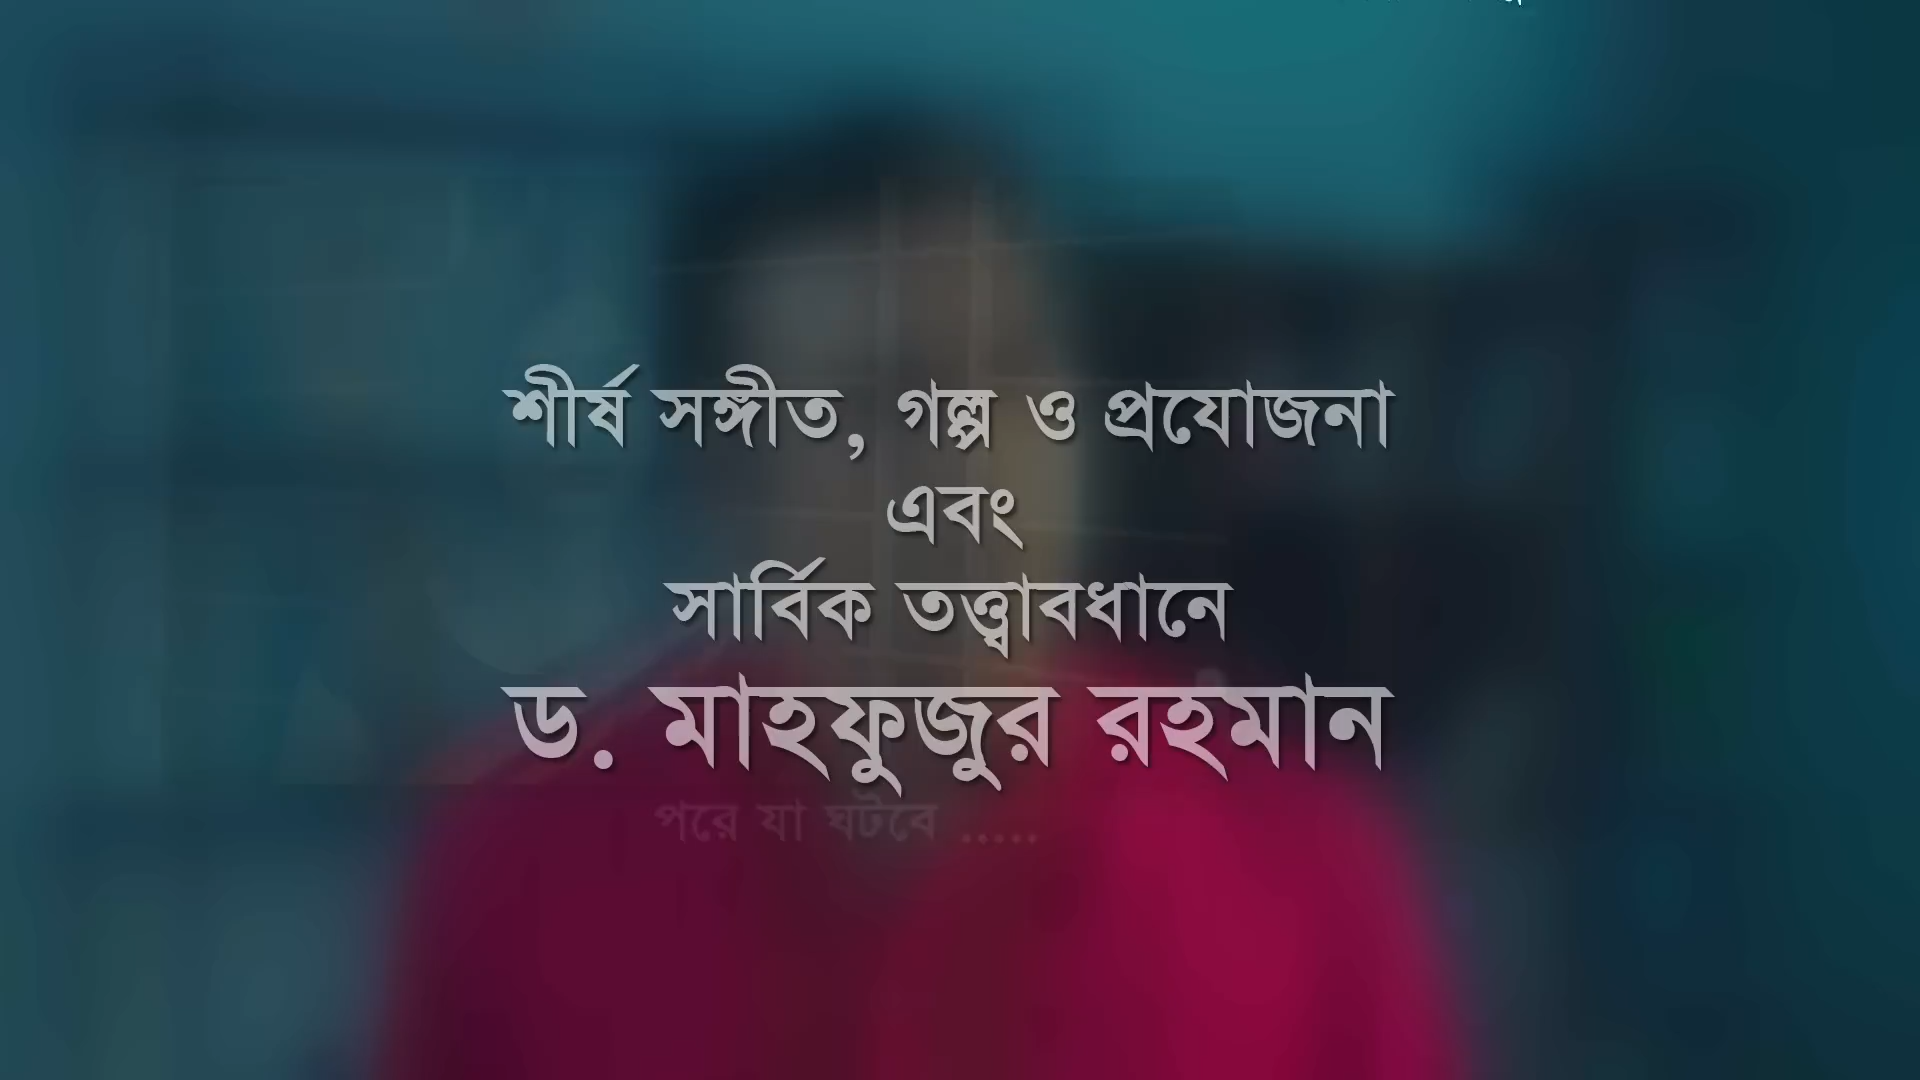 শীর্ষ সঙ্গীত, গল্প ও প্রযোজনা
এবং
সার্বিক তত্ত্বাবধানে
ড. মাহফুজুর রহমান
পরে যা ঘটবে .....